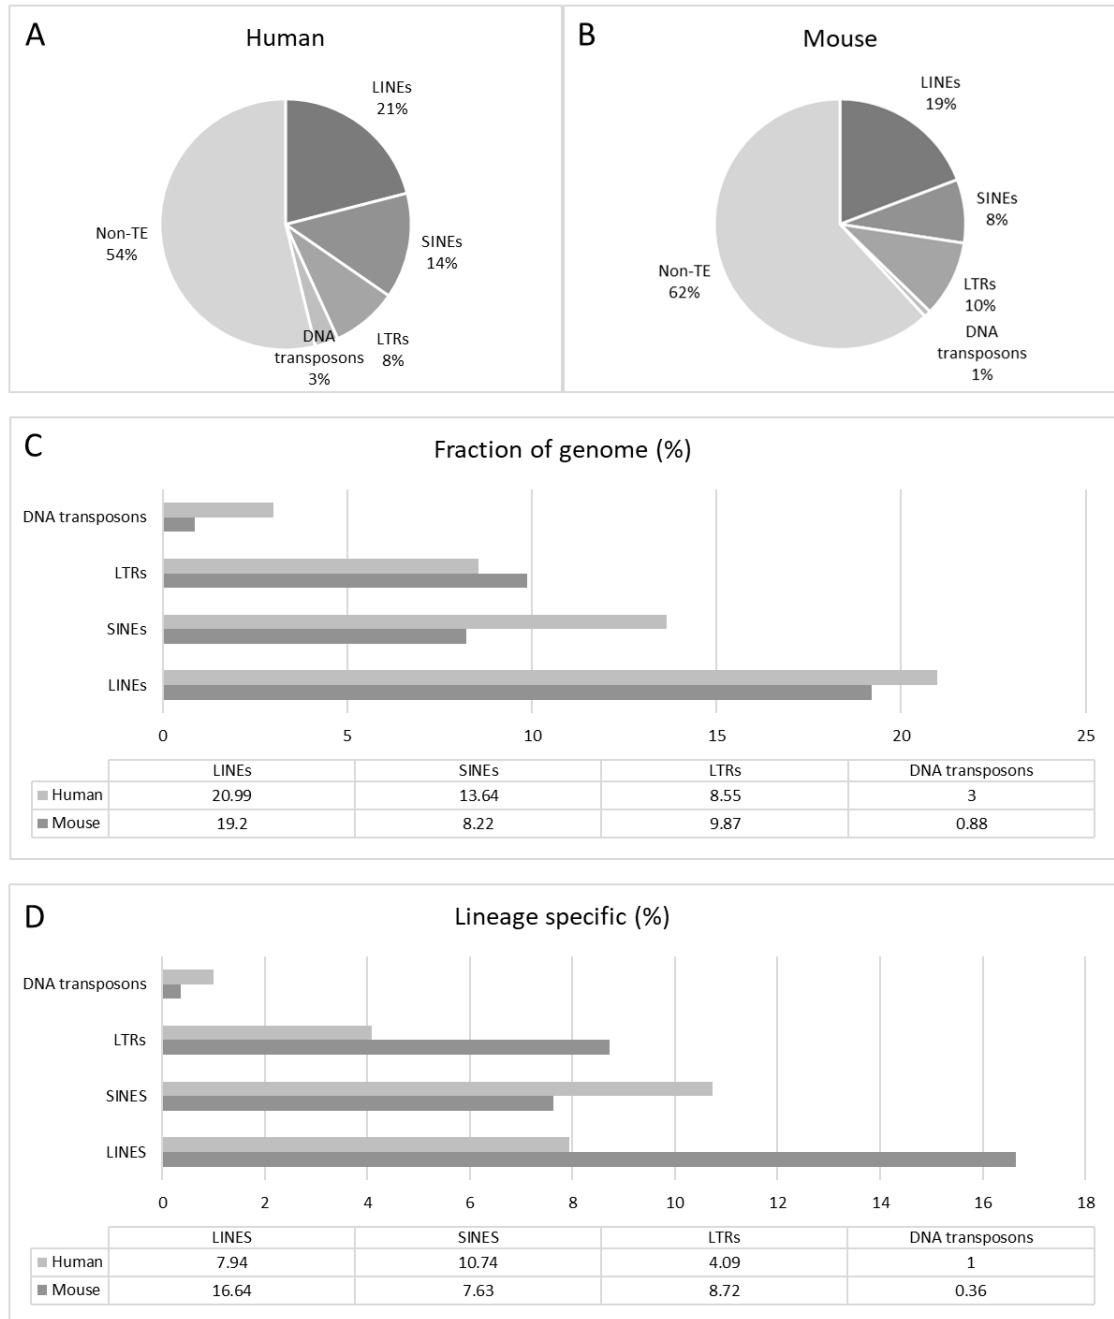 A
Human
LINEs
21%
SINEs
14%
LTRs
8%
DNA
transposons
3%
Non-TE
54%
B
Mouse
LINEs
19%
SINEs
8%
LTRs
10%
DNA
transposons
1%
Non-TE
62%
C
Fraction of genome (%)
DNA transposons
LTRs
SINEs
LINEs
0 5 10 15 20 25
LINEs SINEs LTRs DNA transposons
Human 20.99 13.64 8.55 3
Mouse 19.2 8.22 9.87 0.88
D
Lineage specific (%)
DNA transposons
LTRs
SINES
LINES
0 2 4 6 8 10 12 14 16 18
LINES SINES LTRs DNA transposons
Human 7.94 10.74 4.09 1
Mouse 16.64 7.63 8.72 0.36